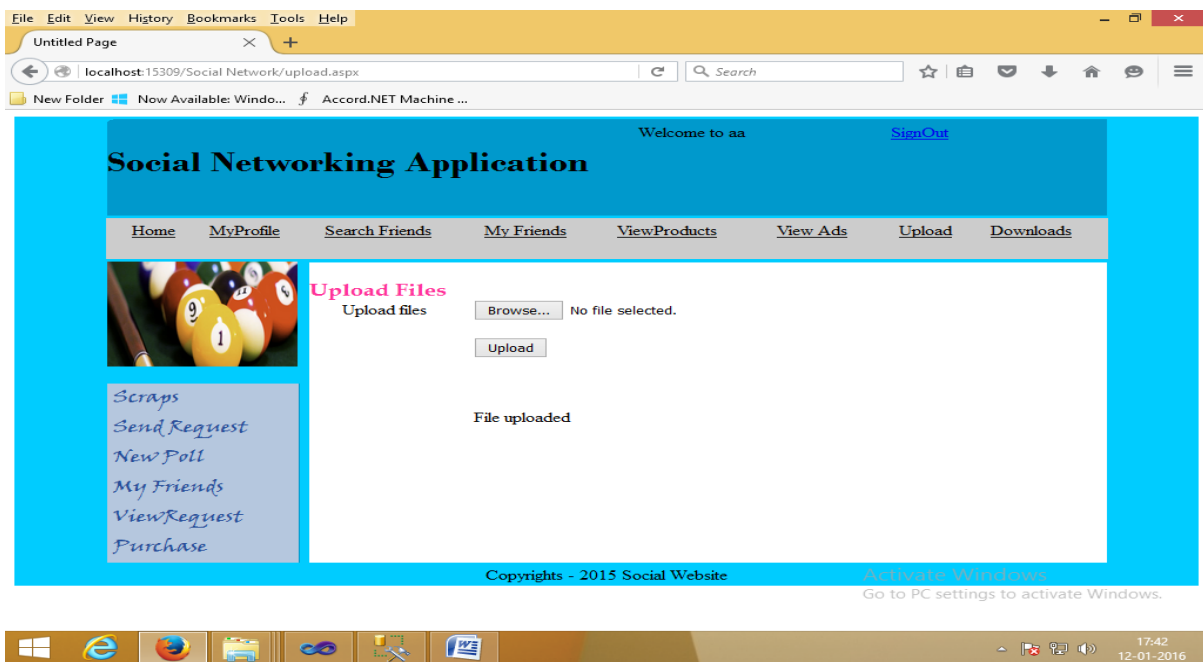 File Edit View History Bookmarks Tools Help
Untitled Page
localhost:15309/Social Network/upload.aspx
Search
New Folder Now Available: Windo... Accord.NET Machine ...
Welcome to aa SignOut
Social Networking Application
Home MyProfile Search Friends My Friends ViewProducts View Ads Upload Downloads
9
1
Upload Files
Upload files Browse... No file selected.
Upload
File uploaded
Scraps
Send Request
New Poll
My Friends
ViewRequest
Purchase
Copyrights - 2015 Social Website
Activate Windows
Go to PC settings to activate Windows.
17:42
12-01-2016